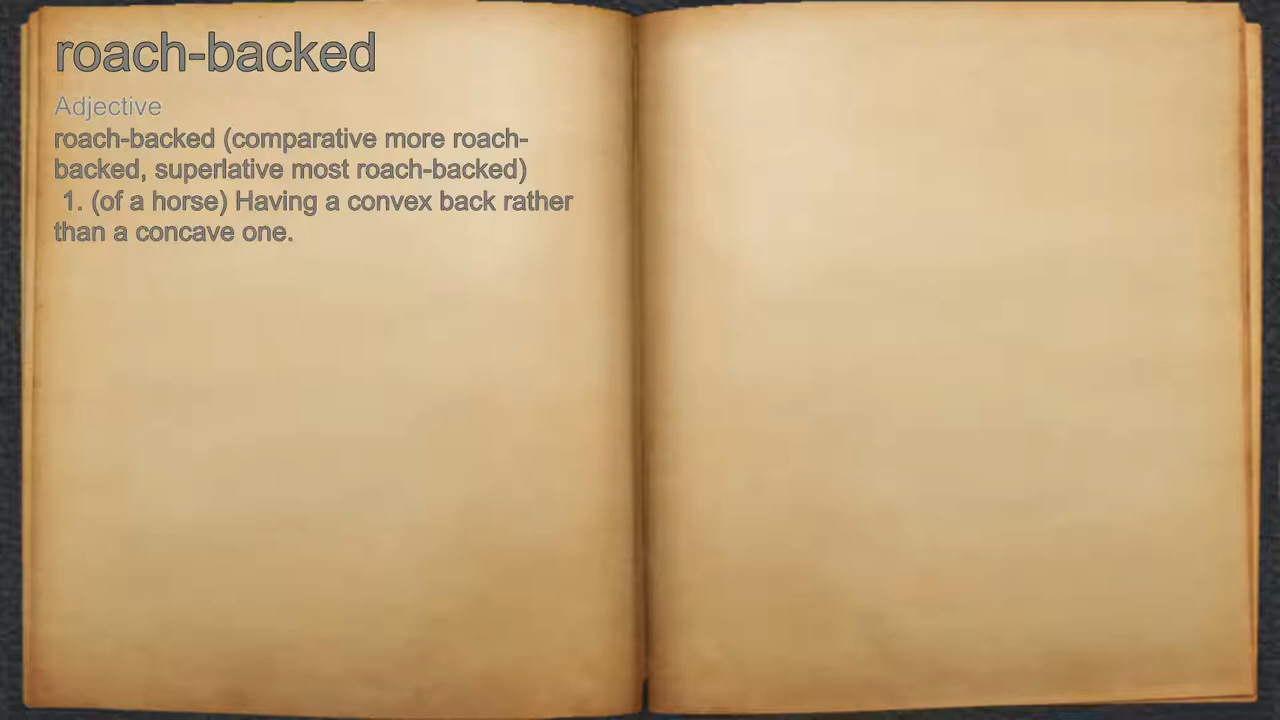 roach-backed
Adjective
roach-backed (comparative more roach-
backed, superlative most roach-backed)
1. (of a horse) Having a convex back rather
than a concave one.